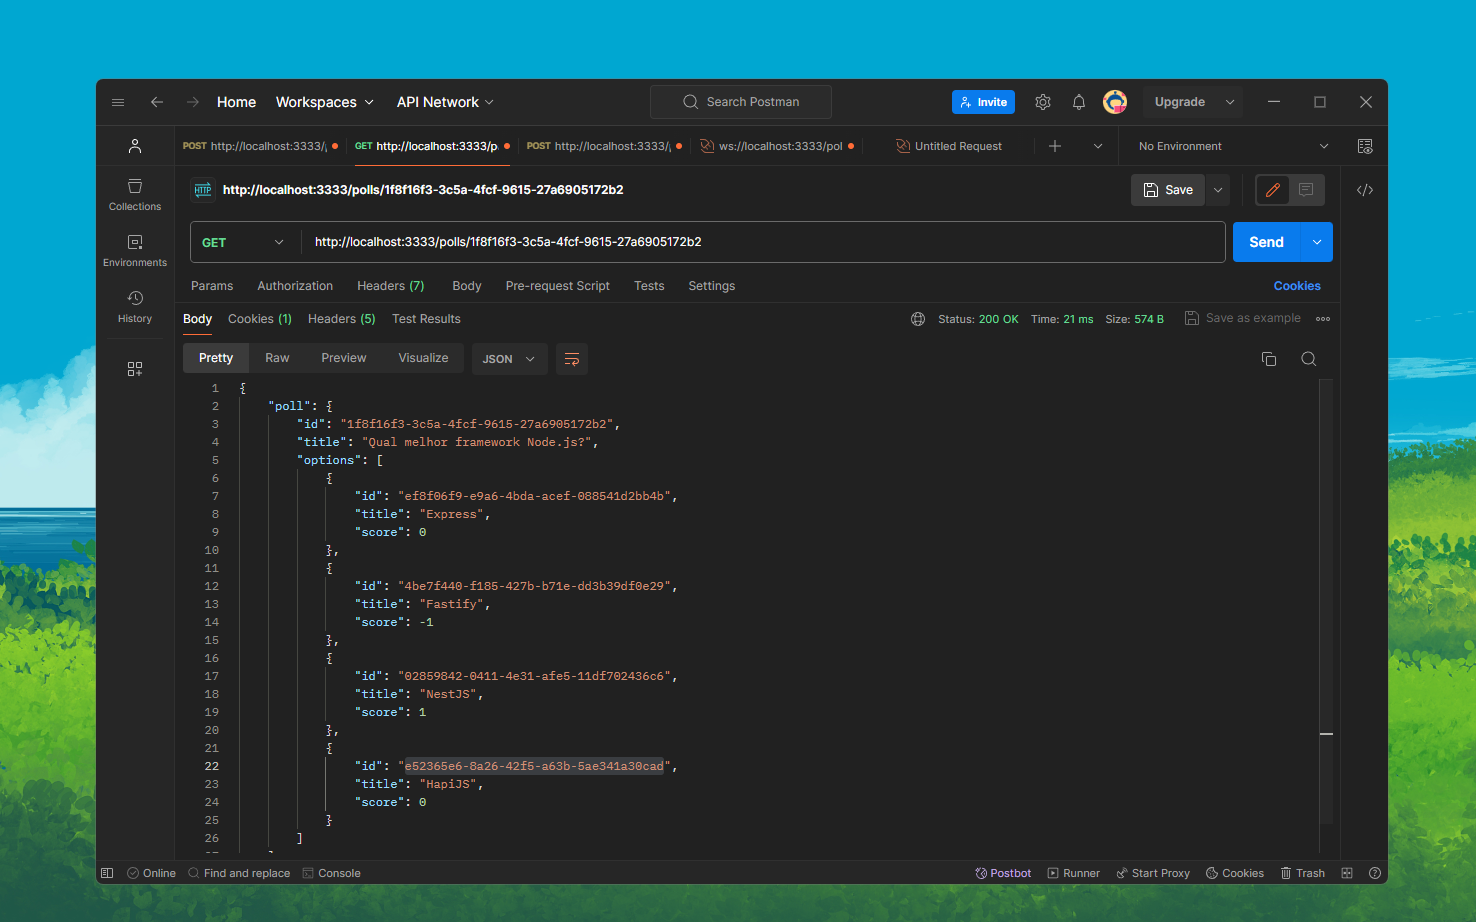 Home Workspaces API Network Search Postman Invite Upgrade
POST http://localhost:3333/ GET http://localhost:3333/p POST http://localhost:3333/ ws://localhost:3333/pol Untitled Request No Environment
HTTP http://localhost:3333/polls/1f8f16f3-3c5a-4fcf-9615-27a6905172b2 Save
Collections
Environments
History
GET http://localhost:3333/polls/1f8f16f3-3c5a-4fcf-9615-27a6905172b2 Send
Params Authorization Headers (7) Body Pre-request Script Tests Settings Cookies
Body Cookies (1) Headers (5) Test Results Status: 200 OK Time: 21 ms Size: 574 B Save as example
Pretty Raw Preview Visualize JSON
1 {
2 "poll": {
3 "id": "1f8f16f3-3c5a-4fcf-9615-27a6905172b2",
4 "title": "Qual melhor framework Node.js?",
5 "options": [
6 {
7 "id": "ef8f06f9-e9a6-4bda-acef-088541d2bb4b",
8 "title": "Express",
9 "score": 0
10 },
11 {
12 "id": "4be7f440-f185-427b-b71e-dd3b39df0e29",
13 "title": "Fastify",
14 "score": -1
15 },
16 {
17 "id": "02859842-0411-4e31-afe5-11df702436c6",
18 "title": "NestJS",
19 "score": 1
20 },
21 {
22 "id": "e52365e6-8a26-42f5-a63b-5ae341a30cad",
23 "title": "HapiJS",
24 "score": 0
25 }
26 ]
Online Find and replace Console Postbot Runner Start Proxy Cookies Trash